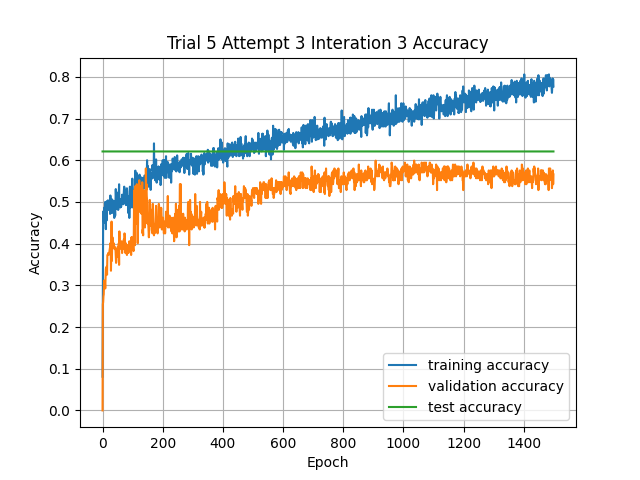 Trial 5 Attempt 3 Interation 3 Accuracy
0.8
0.7
0.6
0.5
0.4
0.3
0.2
0.1
0.0
Accuracy
training accuracy
validation accuracy
test accuracy
0 200 400 600 800 1000 1200 1400
Epoch